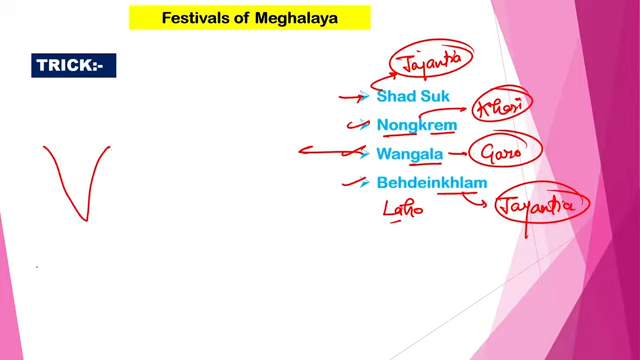 Festivals of Meghalaya
TRICK:-
Jayantia
Shad Suk
Nongkrem
Khasi
Wangala
Garo
Behdeinkhlam
Laho
Jayantia
V